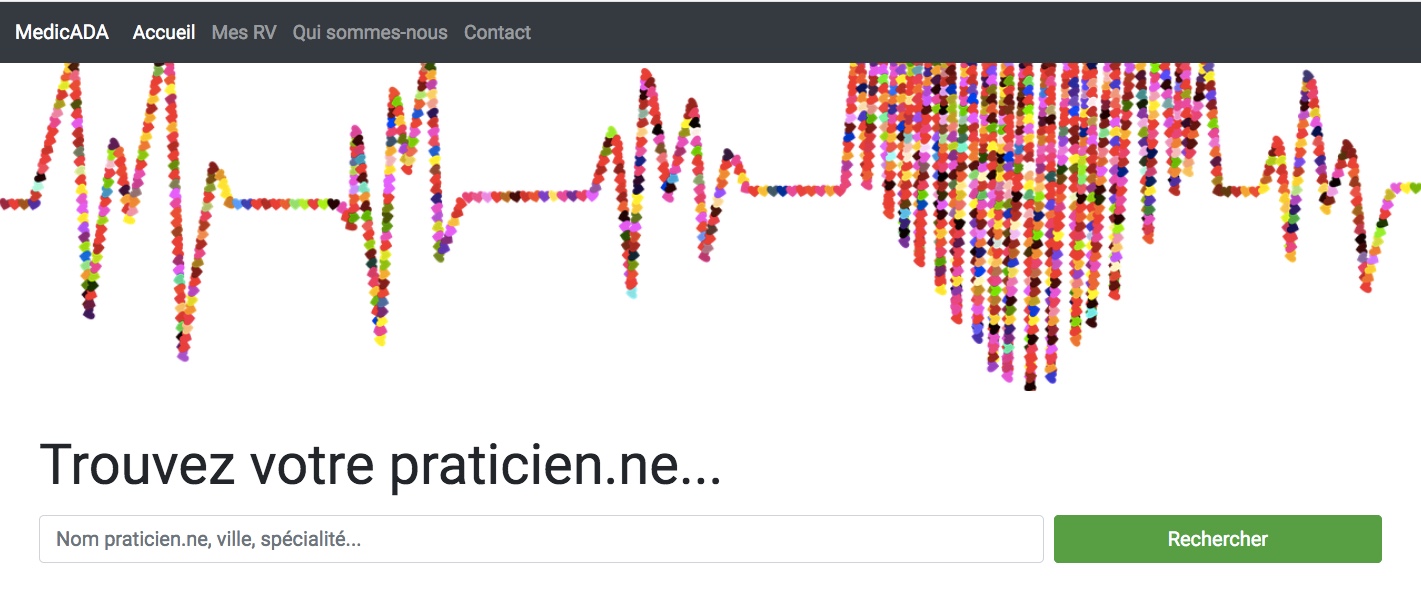 MedicADA Accueil Mes RV Qui sommes-nous Contact
Trouvez votre praticien.ne...
Nom praticien.ne, ville, spécialité... Rechercher